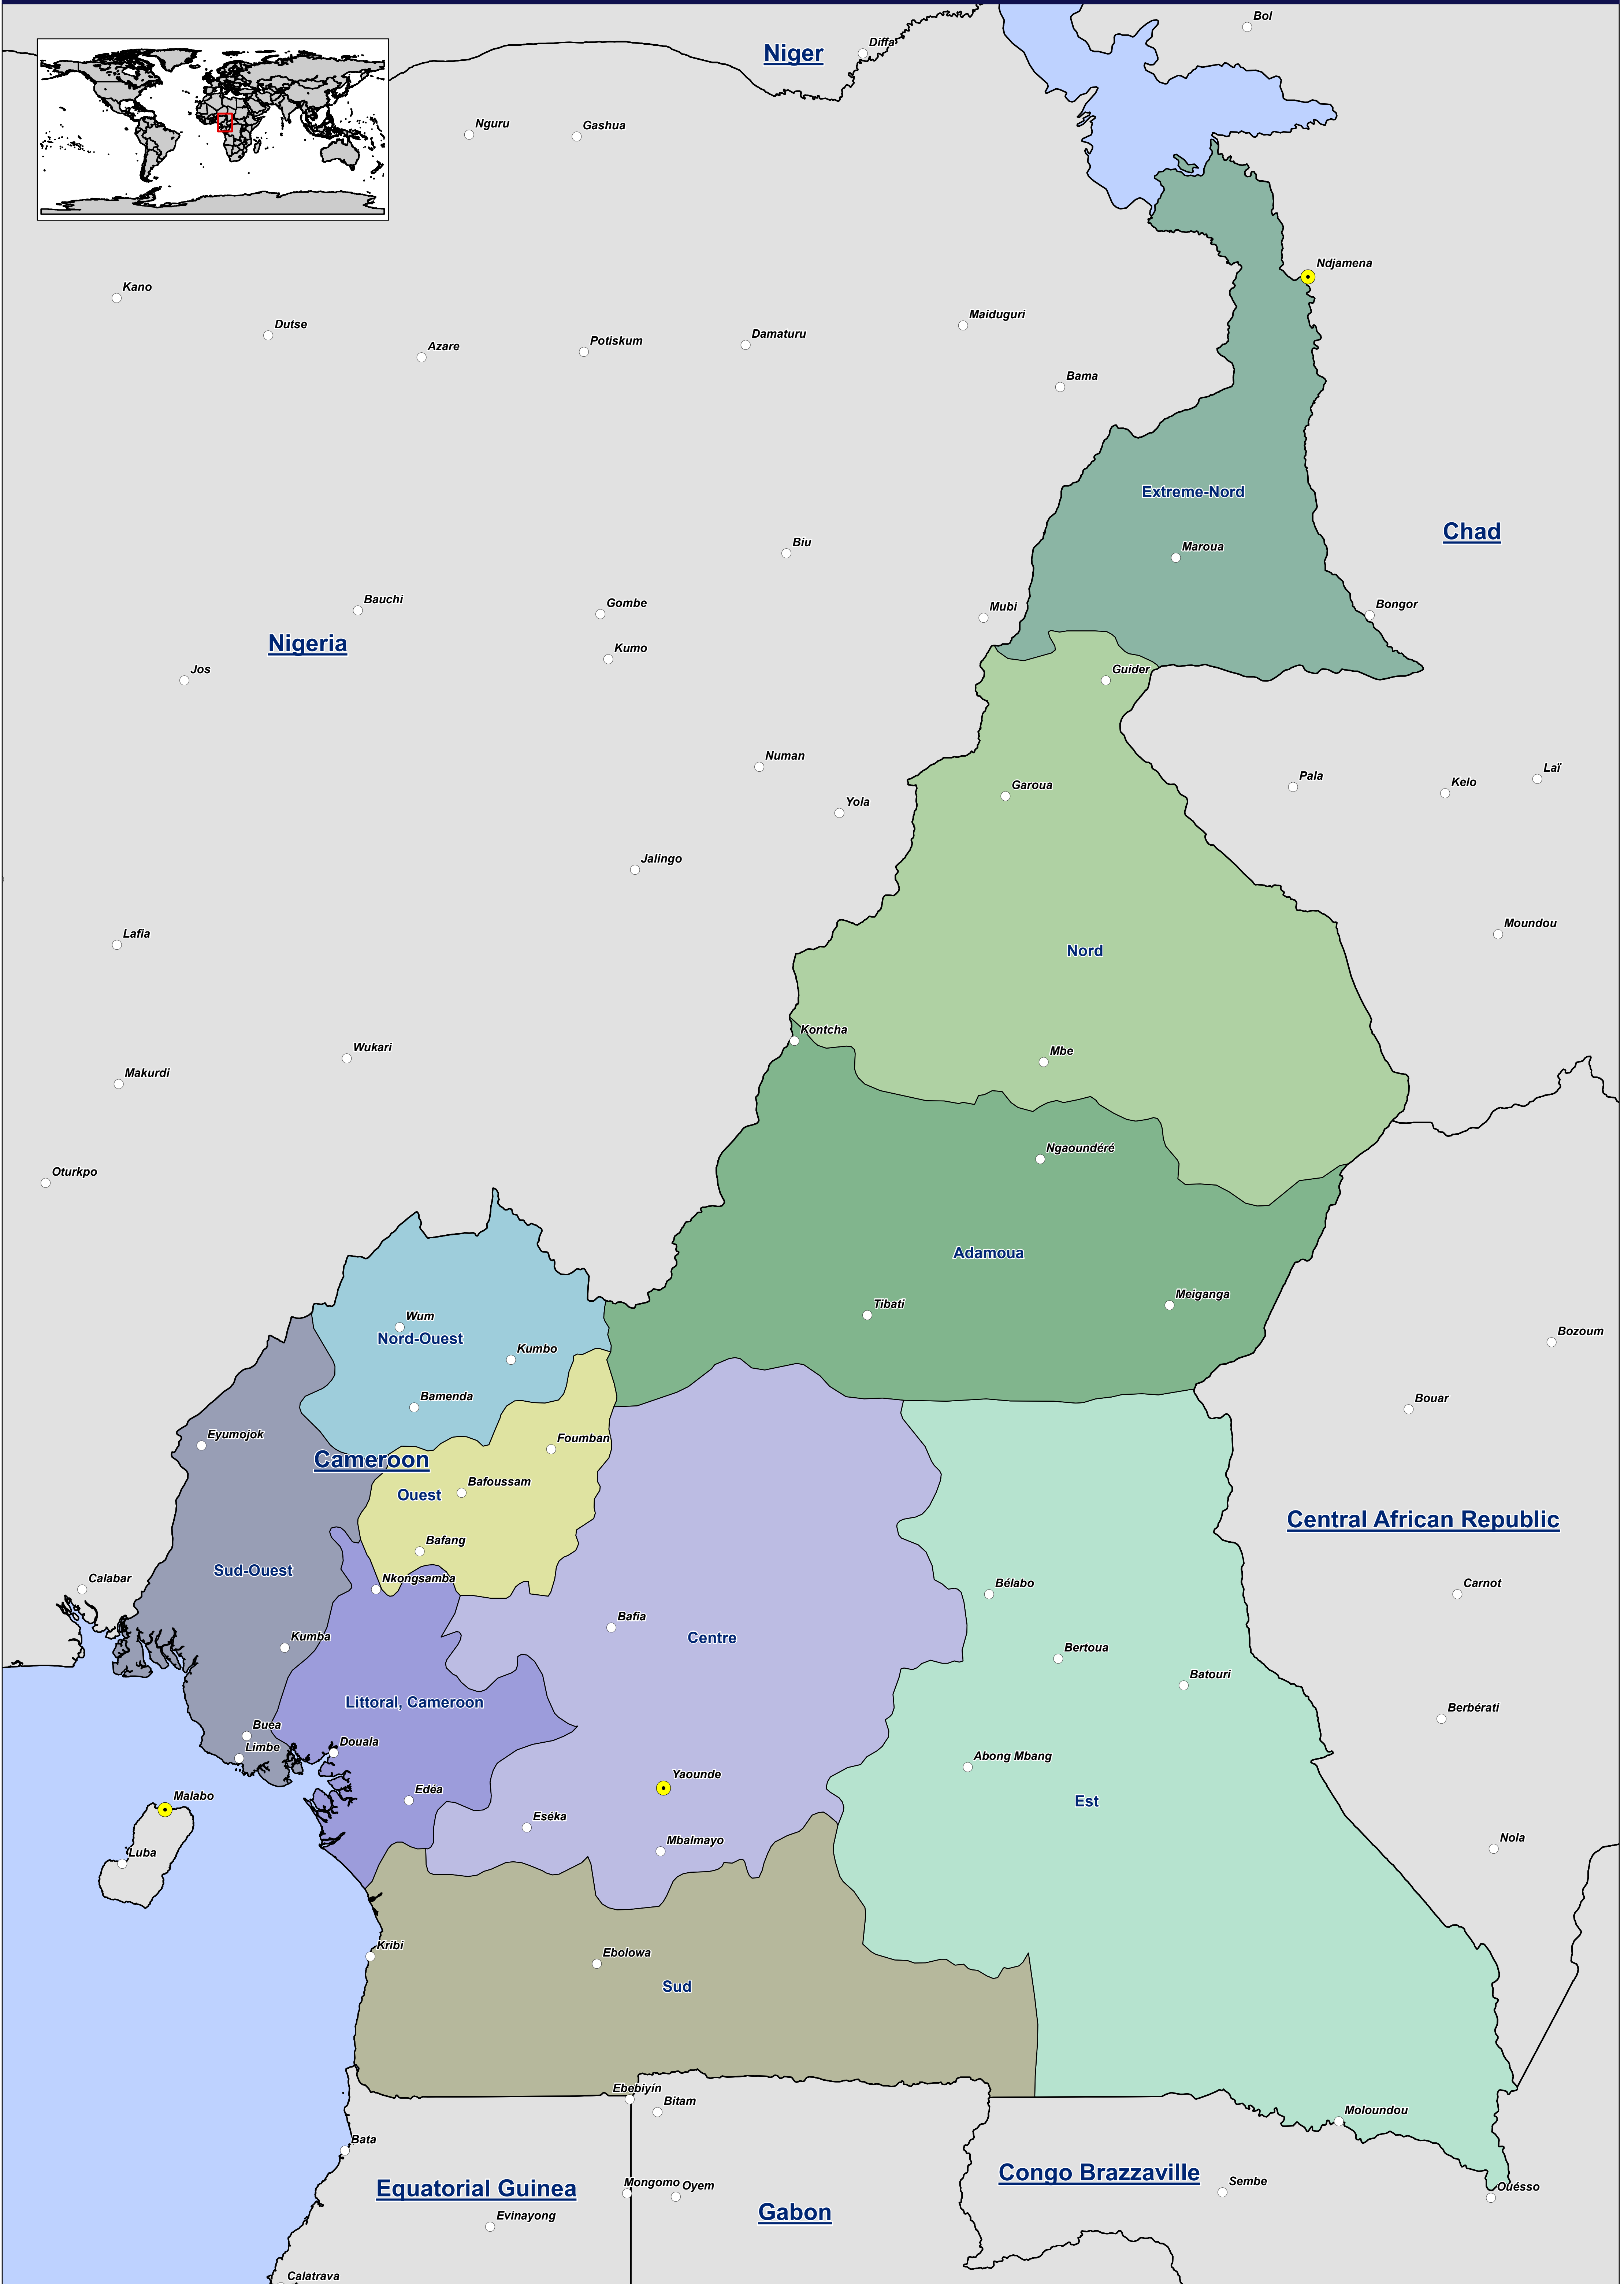 Bol
Diffa
Niger
Nguru
Gashua
Ndjamena
Kano
Dutse
Maiduguri
Damaturu
Potiskum
Azare
Bama
Extreme-Nord
Chad
Biu
Maroua
Bauchi
Gombe
Mubi
Bongor
Nigeria
Kumo
Jos
Guider
Numan
Laï
Pala
Kelo
Garoua
Yola
Jalingo
Moundou
Lafia
Nord
Kontcha
Wukari
Mbe
Makurdi
Ngaoundéré
Oturkpo
Adamoua
Meiganga
Tibati
Wum
Bozoum
Nord-Ouest
Kumbo
Bamenda
Bouar
Eyumojok
Foumban
Cameroon
Bafoussam
Ouest
Central African Republic
Bafang
Sud-Ouest
Calabar
Nkongsamba
Bélabo
Carnot
Bafia
Kumba
Centre
Bertoua
Batouri
Littoral, Cameroon
Berbérati
Buea
Douala
Limbe
Abong Mbang
Yaounde
Edéa
Malabo
Est
Eséka
Mbalmayo
Nola
Luba
Kribi
Ebolowa
Sud
Ebebiyín
Bitam
Moloundou
Bata
Congo Brazzaville
Sembe
Mongomo
Oyem
Ouésso
Equatorial Guinea
Gabon
Evinayong
Calatrava